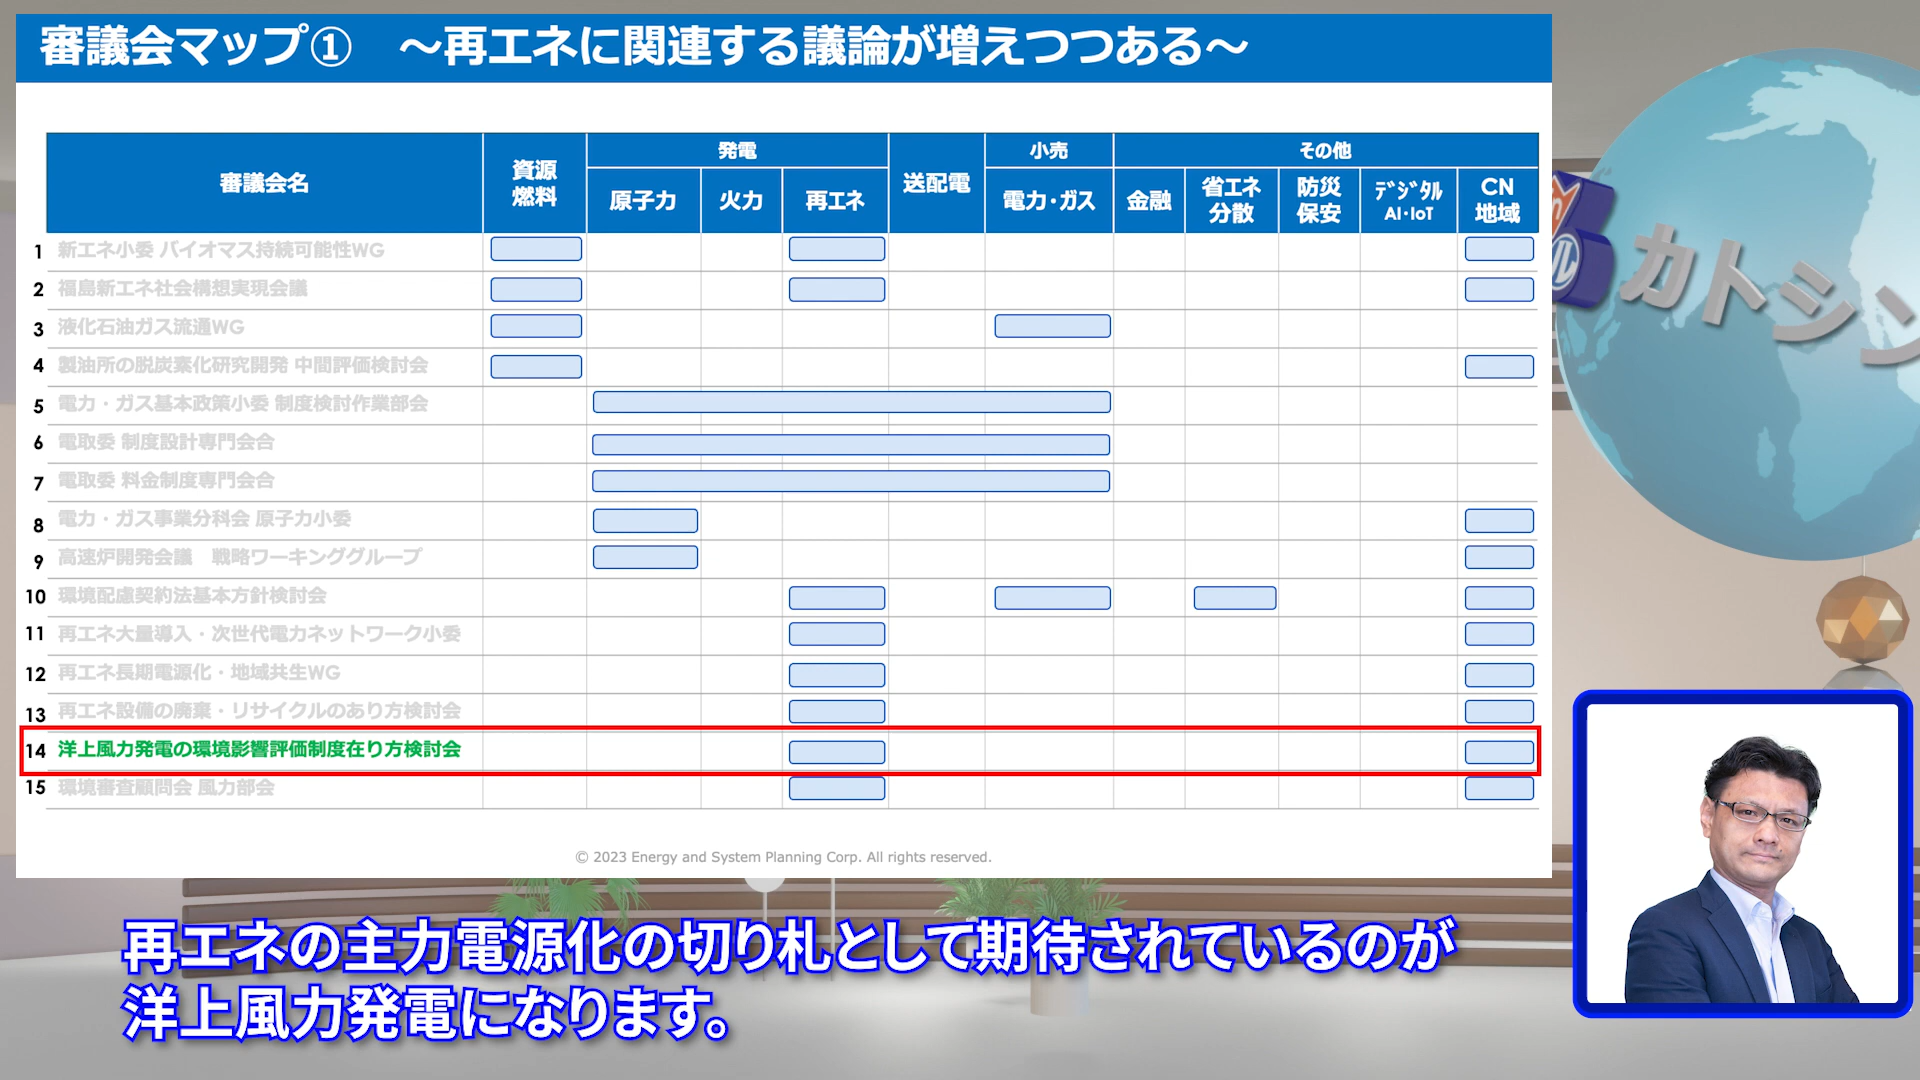 審議会マップ①　～再エネに関連する議論が増えつつある～
審議会名
資源
燃料
発電
原子力
火力
再エネ
送配電
小売
電力・ガス
その他
金融
省エネ
分散
防災
保安
ﾃﾞｼﾞﾀﾙ
AI・IoT
CN
地域
1 新エネ小委 バイオマス持続可能性WG
2 福島新エネ社会構想実現会議
3 液化石油ガス流通WG
4 製油所の脱炭素化研究開発 中間評価検討会
5 電力・ガス基本政策小委 制度検討作業部会
6 電取委 制度設計専門会合
7 電取委 料金制度専門会合
8 電力・ガス事業分科会 原子力小委
9 高速炉開発会議　戦略ワーキンググループ
10 環境配慮契約法基本方針検討会
11 再エネ大量導入・次世代電力ネットワーク小委
12 再エネ長期電源化・地域共生WG
13 再エネ設備の廃棄・リサイクルのあり方検討会
14 洋上風力発電の環境影響評価制度在り方検討会
15 環境審査顧問会 風力部会
© 2023 Energy and System Planning Corp. All rights reserved.
ル
カトシン
再エネの主力電源化の切り札として期待されているのが
洋上風力発電になります。